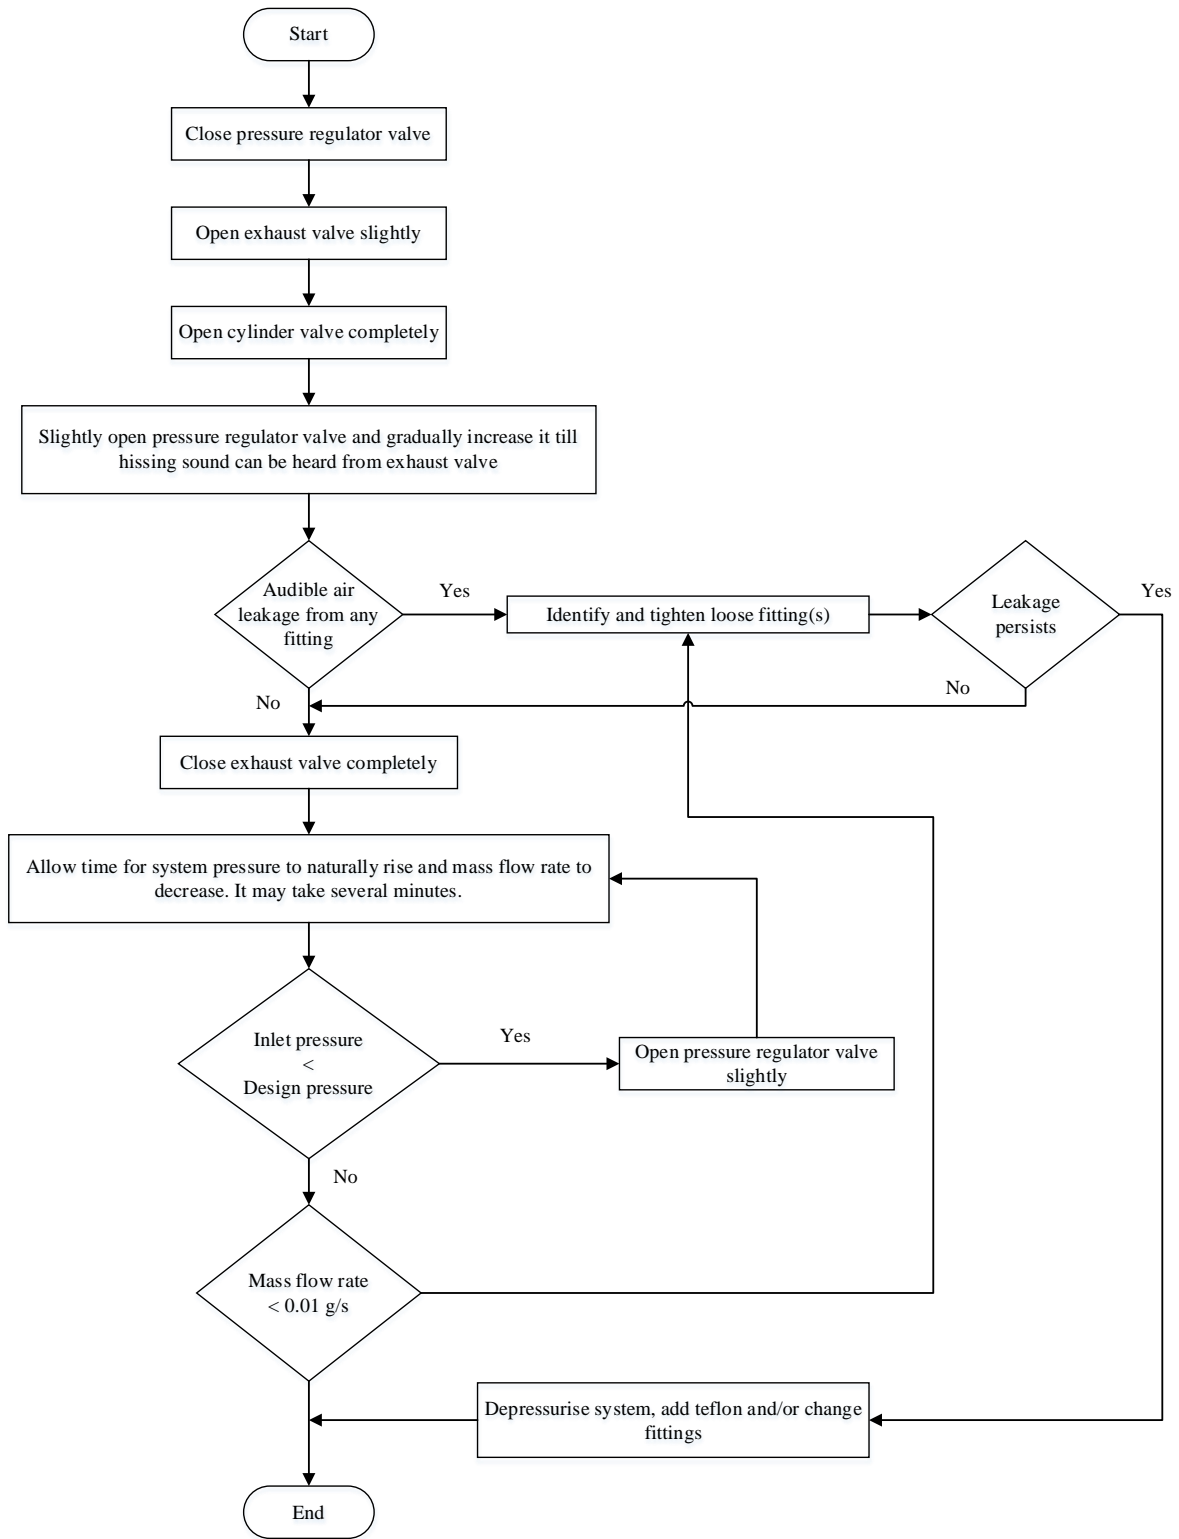 Start
Close pressure regulator valve
Open exhaust valve slightly
Open cylinder valve completely
Slightly open pressure regulator valve and gradually increase it till
hissing sound can be heard from exhaust valve
Audible air
leakage from any
fitting
Yes
Identify and tighten loose fitting(s)
Leakage
persists
Yes
No
No
Close exhaust valve completely
Allow time for system pressure to naturally rise and mass flow rate to
decrease. It may take several minutes.
Inlet pressure
<
Design pressure
Yes
Open pressure regulator valve
slightly
No
Mass flow rate
< 0.01 g/s
Depressurise system, add teflon and/or change
fittings
End